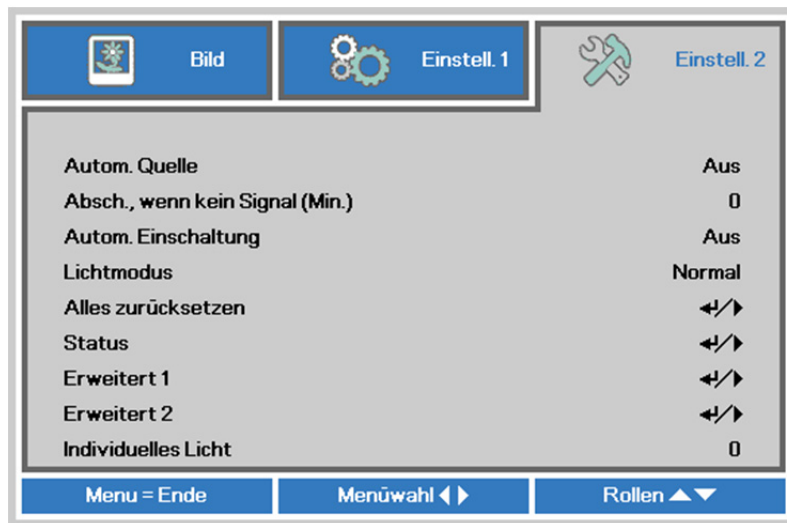 Bild
Einstell. 1
Einstell. 2
Autom. Quelle Aus
Absch., wenn kein Signal (Min.) 0
Autom. Einschaltung Aus
Lichtmodus Normal
Alles zurücksetzen ↵/▶
Status ↵/▶
Erweitert 1 ↵/▶
Erweitert 2 ↵/▶
Individuelles Licht 0
Menu = Ende
Menüwahl ◀ ▶
Rollen ▲▼